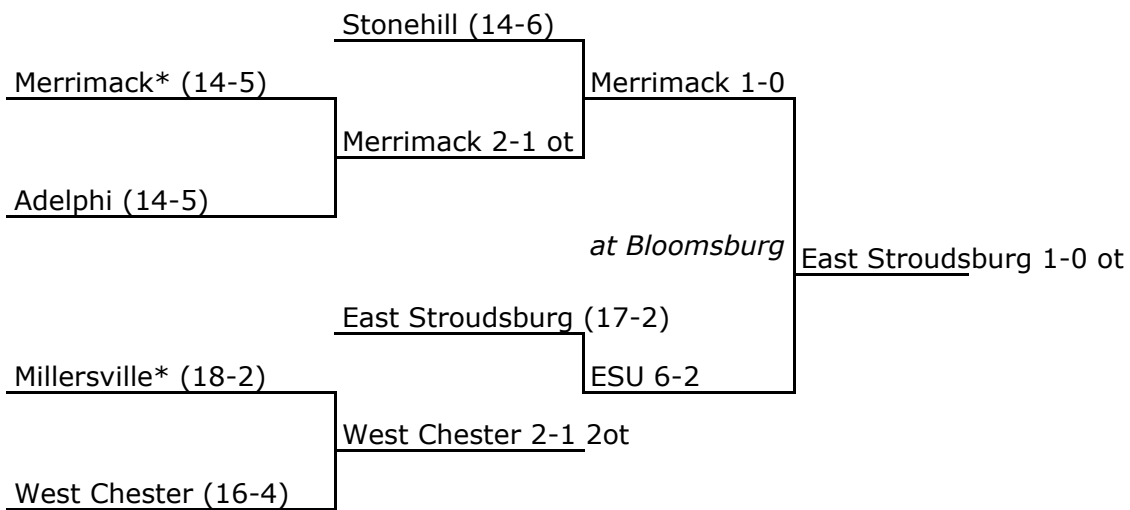 Stonehill (14-6)
Merrimack* (14-5)
Merrimack 1-0
Merrimack 2-1 ot
Adelphi (14-5)
at Bloomsburg
East Stroudsburg 1-0 ot
East Stroudsburg (17-2)
Millersville* (18-2)
ESU 6-2
West Chester 2-1 2ot
West Chester (16-4)